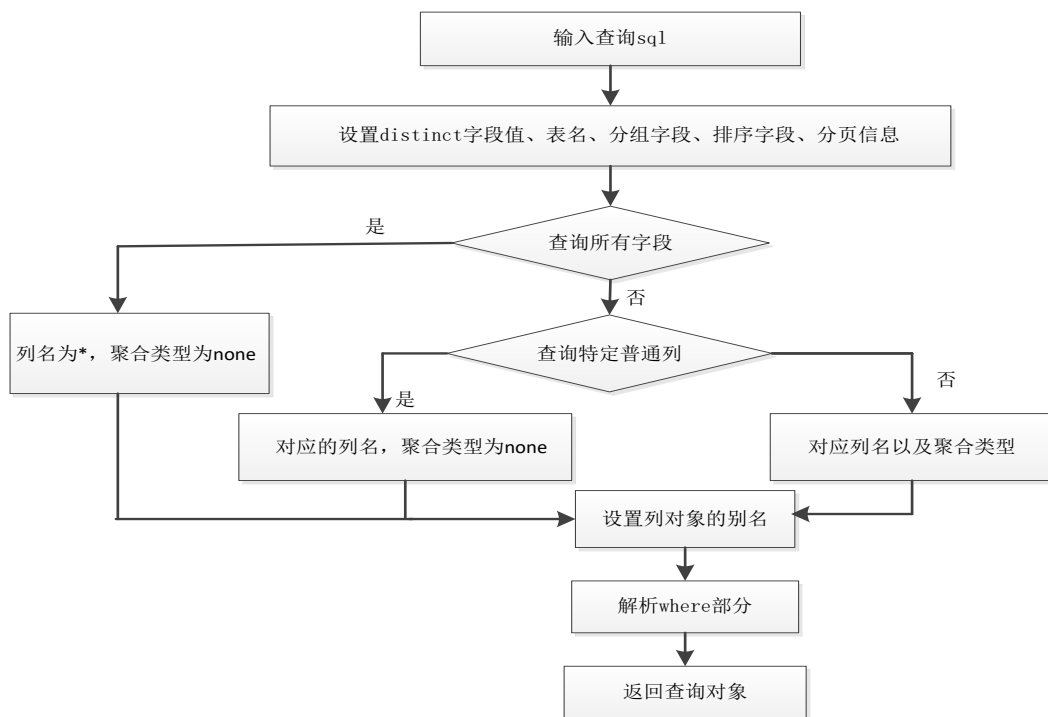 输入查询sql
设置distinct字段值、表名、分组字段、排序字段、分页信息
是
查询所有字段
否
列名为*，聚合类型为none
查询特定普通列
是
否
对应的列名，聚合类型为none
对应列名以及聚合类型
设置列对象的别名
解析where部分
返回查询对象